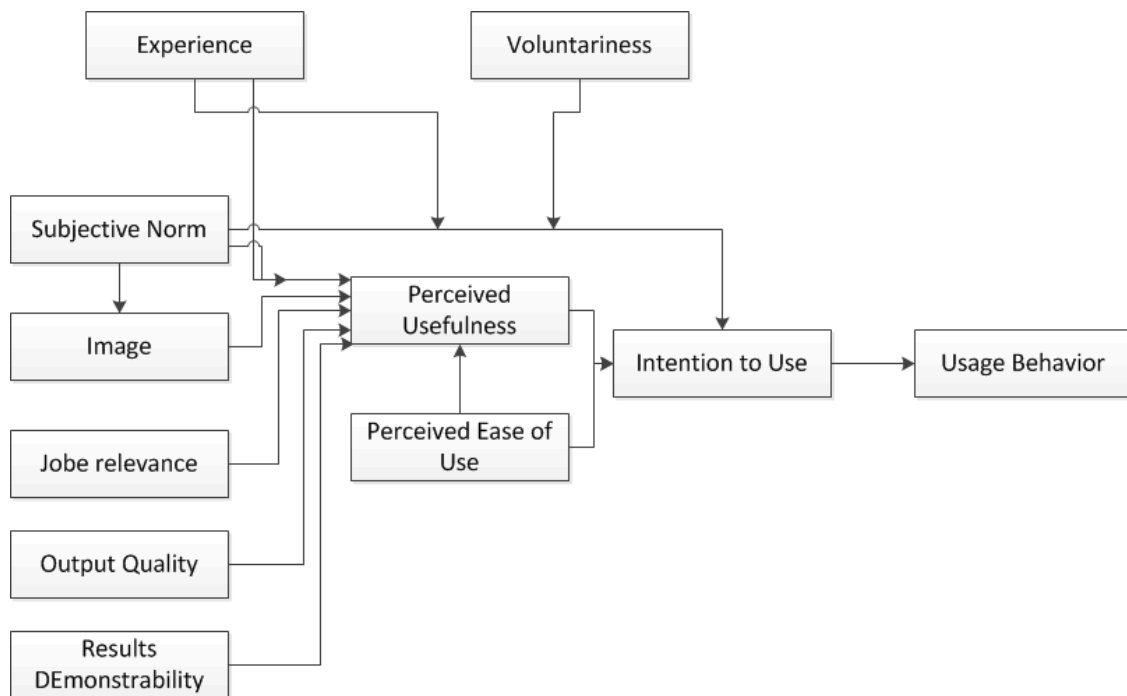 Experience
Voluntariness
Subjective Norm
Perceived
Usefulness
Image
Intention to Use
Usage Behavior
Perceived Ease of
Use
Jobe relevance
Output Quality
Results
DEmonstrability